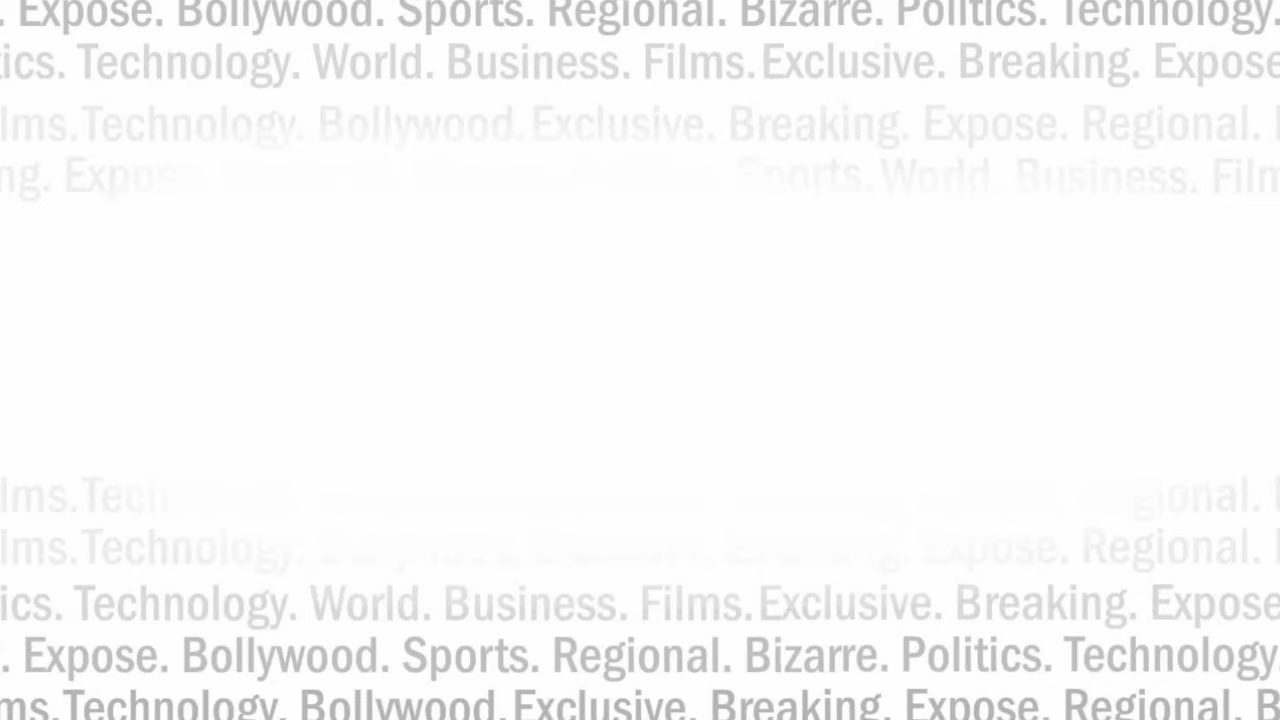 . Expose. Bollywood. Sports. Regional. Bizarre. Politics. Technology.
tics. Technology. World. Business. Films. Exclusive. Breaking. Expose
lms. Technology. Bollywood. Exclusive. Breaking. Expose. Regional.
ng. Expose. Sports. World. Business. Film
lms. Regional.
lms. Technology. Expose. Regional.
ics. Technology. World. Business. Films. Exclusive. Breaking. Expose
. Expose. Bollywood. Sports. Regional. Bizarre. Politics. Technology
ms. Technology. Bollywood. Exclusive. Breaking. Expose. Regional. B